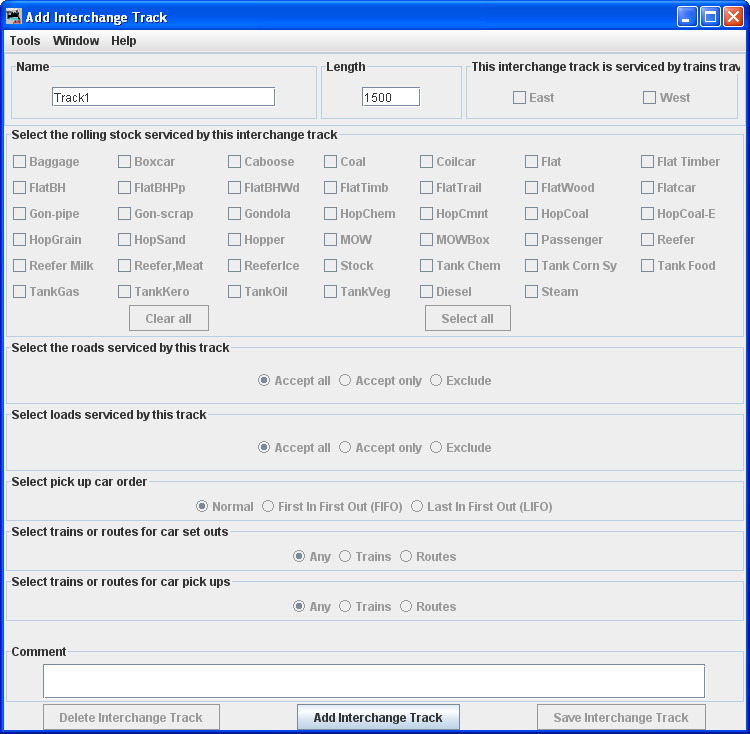 Add Interchange Track
Tools Window Help
Name Length This interchange track is serviced by trains trav
Track1 1500 East West
Select the rolling stock serviced by this interchange track
Baggage Boxcar Caboose Coal Coilcar Flat Flat Timber
FlatBH FlatBHPp FlatBHWd FlatTimb FlatTrail FlatWood Flatcar
Gon-pipe Gon-scrap Gondola HopChem HopCmnt HopCoal HopCoal-E
HopGrain HopSand Hopper MOW MOWBox Passenger Reefer
Reefer Milk Reefer,Meat ReeferIce Stock Tank Chem Tank Corn Sy Tank Food
TankGas TankKero TankOil TankVeg Diesel Steam
Clear all Select all
Select the roads serviced by this track
Accept all Accept only Exclude
Select loads serviced by this track
Accept all Accept only Exclude
Select pick up car order
Normal First In First Out (FIFO) Last In First Out (LIFO)
Select trains or routes for car set outs
Any Trains Routes
Select trains or routes for car pick ups
Any Trains Routes
Comment
Delete Interchange Track Add Interchange Track Save Interchange Track